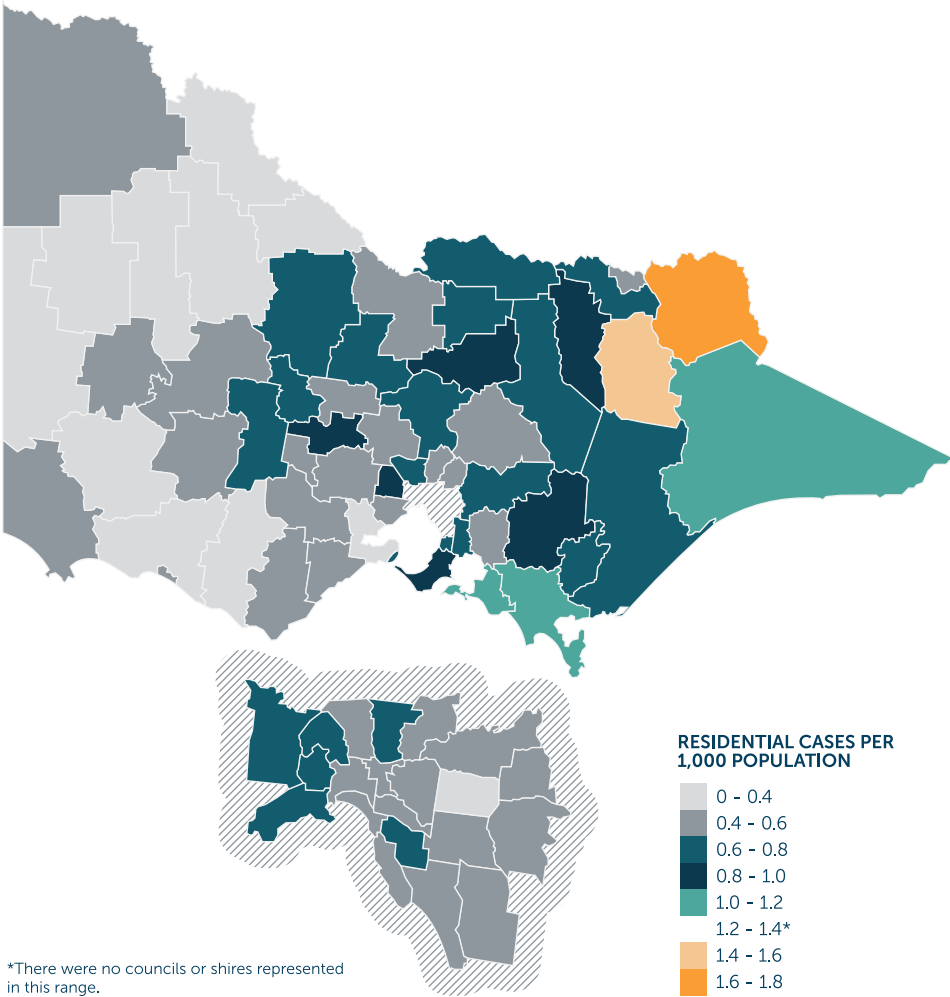 RESIDENTIAL CASES PER
1,000 POPULATION
0 - 0.4
0.4 - 0.6
0.6 - 0.8
0.8 - 1.0
1.0 - 1.2
1.2 - 1.4*
1.4 - 1.6
1.6 - 1.8
*There were no councils or shires represented
in this range.